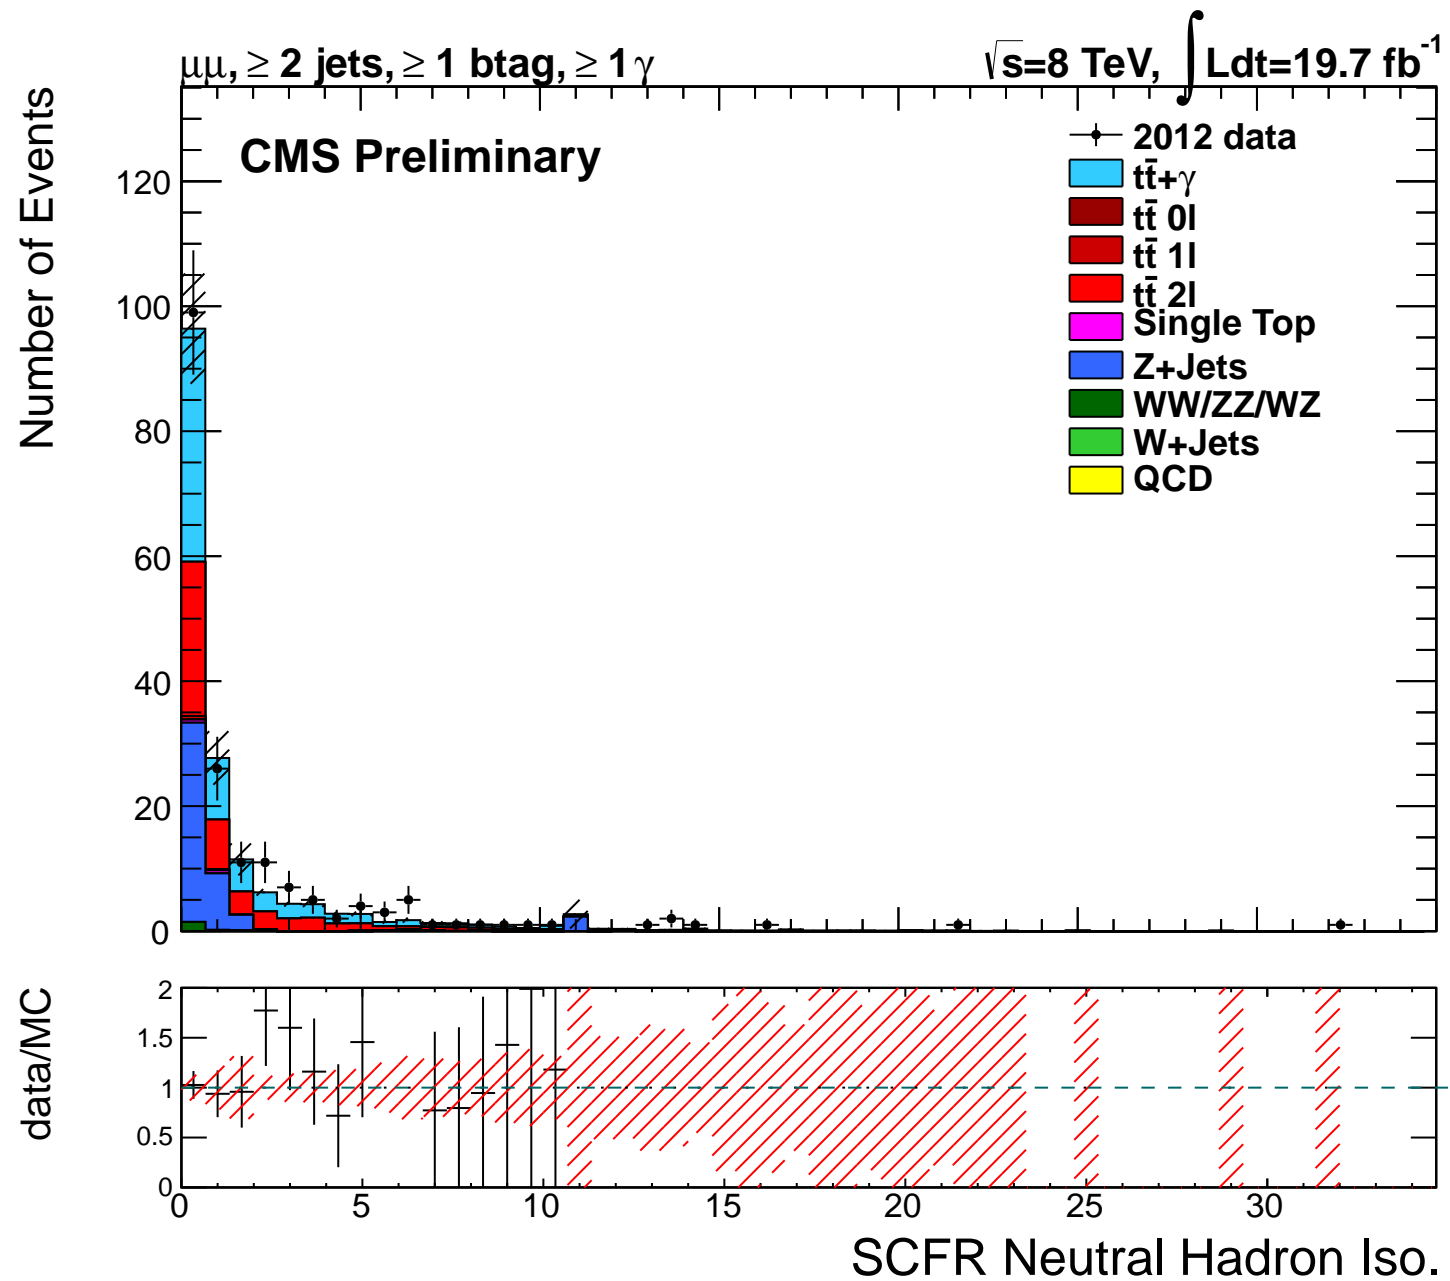 μμ, ≥ 2 jets, ≥ 1 btag, ≥ 1 γ
√s=8 TeV, ∫Ldt=19.7 fb⁻¹
CMS Preliminary
2012 data
tt̄+γ
tt̄ 0l
tt̄ 1l
tt̄ 2l
Single Top
Z+Jets
WW/ZZ/WZ
W+Jets
QCD
Number of Events
120
100
80
60
40
20
0
data/MC
2
1.5
1
0.5
0
0 5 10 15 20 25 30
SCFR Neutral Hadron Iso.